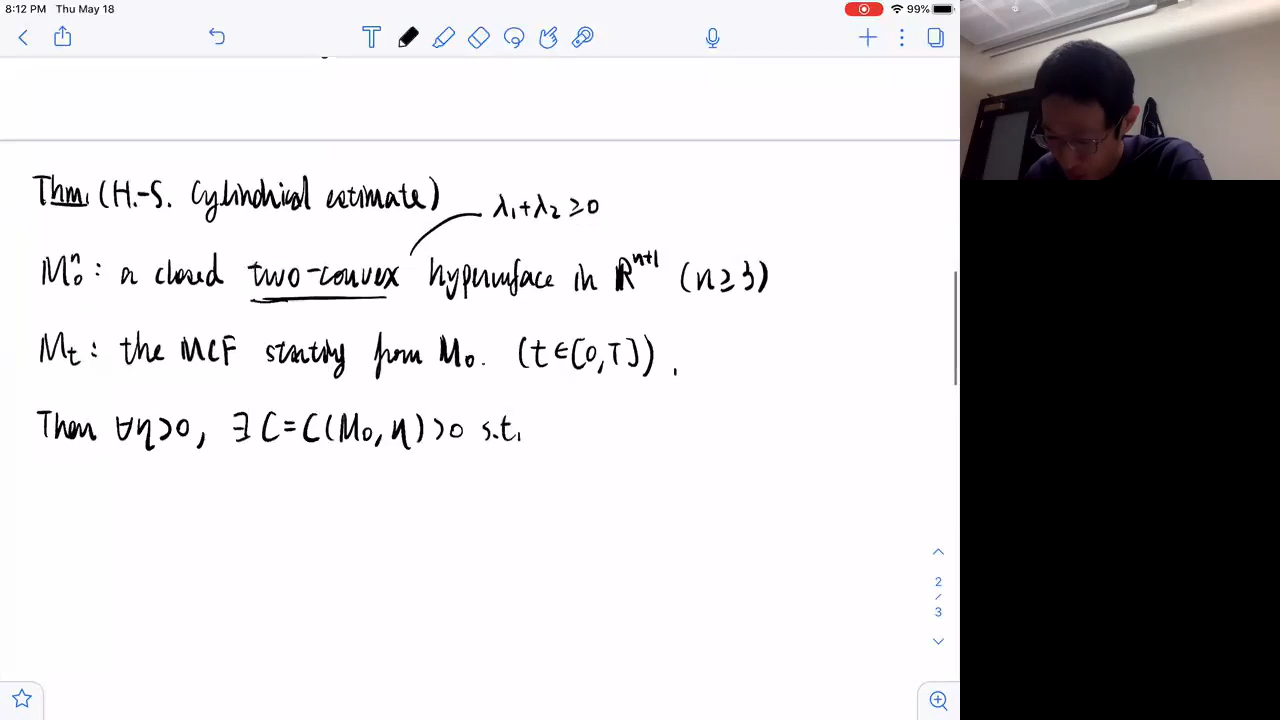 8:12 PM Thu May 18
99%
Thm. (H.-S. Cylindrical estimate)
λ₁+λ₂ ≥ 0
M₀ⁿ : a closed two-convex hypersurface in ℝⁿ⁺¹ (n≥3)
Mₜ : the MCF starting from M₀. (t∈[0,T]).
Then ∀η>0, ∃ C=C(M₀,η)>0 s.t.
2
/
3